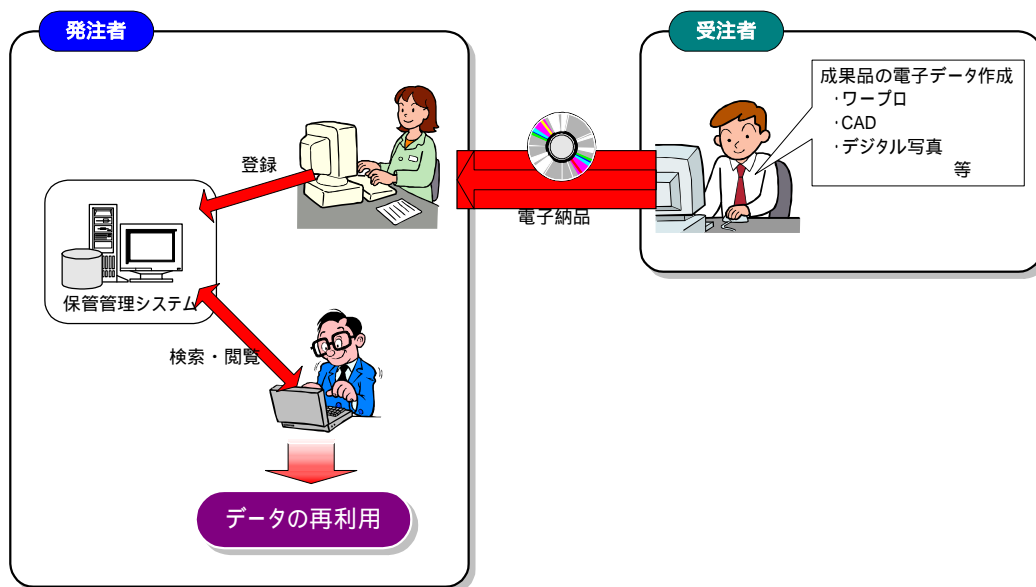 発注者
受注者
成果品の電子データ作成
・ワープロ
・CAD
・デジタル写真
等
登録
電子納品
保管管理システム
検索・閲覧
データの再利用